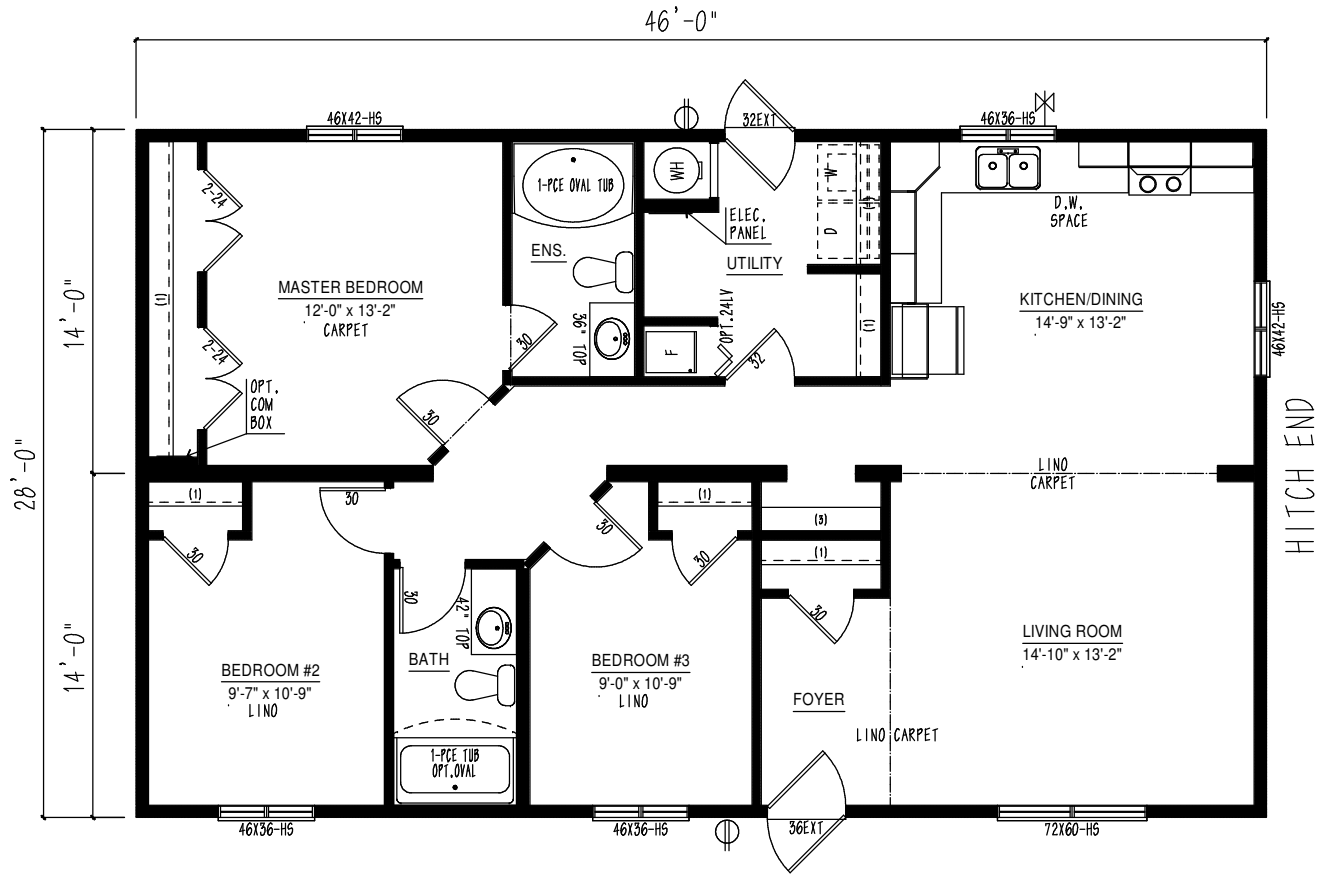 46'-0"
46X42-HS
32EXT
46X36-HS
2-24
1-PCE OVAL TUB
WH
W
(1)
D.W.
SPACE
ELEC.
PANEL
D
ENS.
UTILITY
MASTER BEDROOM
12'-0" x 13'-2"
CARPET
(1)
KITCHEN/DINING
14'-9" x 13'-2"
14'-0"
36" TOP
30
OPT.24LV
(1)
46X42-HS
2-24
F
32
OPT.
COM
BOX
30
HITCH END
28'-0"
LINO
CARPET
(1)
30
(1)
30
(3)
30
30
(1)
30
42" TOP
30
14'-0"
BEDROOM #2
9'-7" x 10'-9"
LINO
BATH
BEDROOM #3
9'-0" x 10'-9"
LINO
LIVING ROOM
14'-10" x 13'-2"
FOYER
LINO CARPET
1-PCE TUB
OPT.OVAL
46X36-HS
46X36-HS
36EXT
72X60-HS